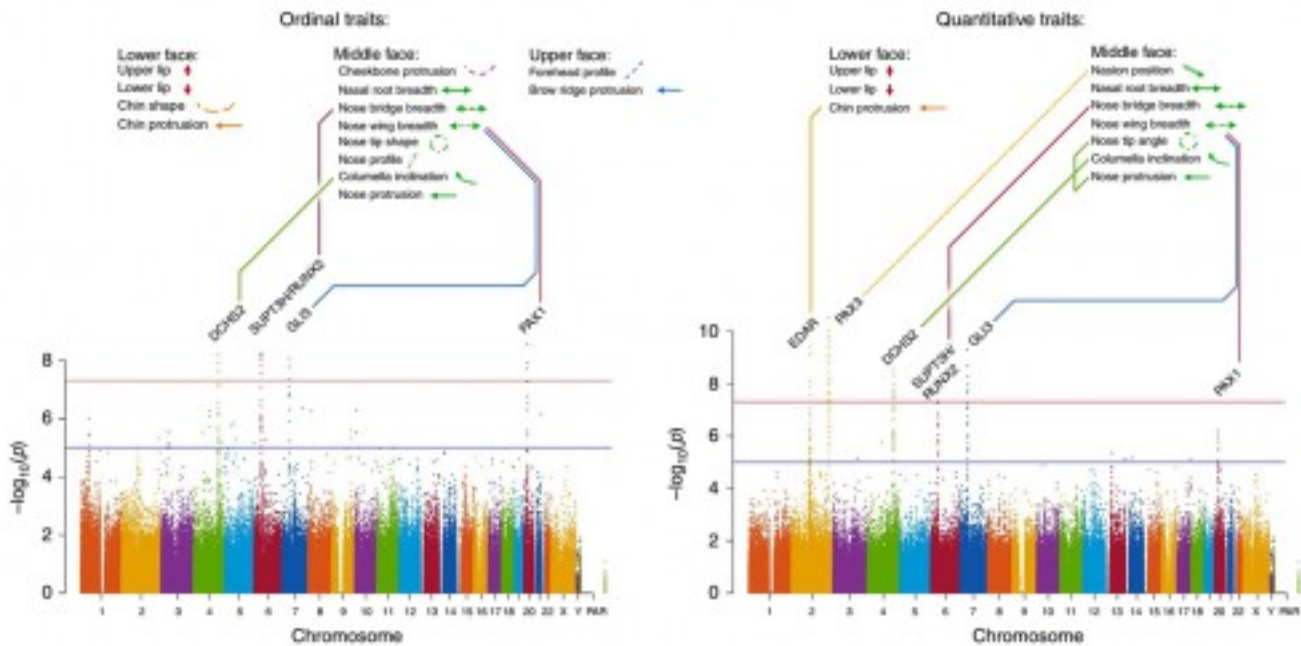 Ordinal traits:
Lower face:
Upper lip
Lower lip
Chin shape
Chin protrusion
Middle face:
Cheekbone protrusion
Nasal root breadth
Nose bridge breadth
Nose wing breadth
Nose tip shape
Nose profile
Columella inclination
Nose protrusion
Upper face:
Forehead profile
Brow ridge protrusion
DCHS2
SUPT3H/RUNX2
GLI3
PAX1
8
6
4
2
0
−log10(p)
1 2 3 4 5 6 7 8 9 10 11 12 13 14 15 16 17 18 20 22 X Y PAR
Chromosome
Quantitative traits:
Lower face:
Upper lip
Lower lip
Chin protrusion
Middle face:
Nasion position
Nasal root breadth
Nose bridge breadth
Nose wing breadth
Nose tip angle
Columella inclination
Nose protrusion
EDAR
PAX3
DCHS2
SUPT3H/
RUNX2
GLI3
PAX1
10
8
6
4
2
0
−log10(p)
1 2 3 4 5 6 7 8 9 10 11 12 13 14 15 16 17 18 20 22 X Y PAR
Chromosome